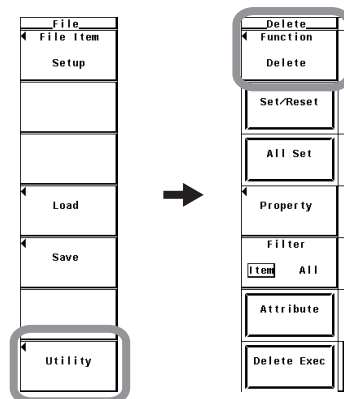 File
File Item
Setup
Load
Save
Utility
Delete
Function
Delete
Set/Reset
All Set
Property
Filter
Item All
Attribute
Delete Exec